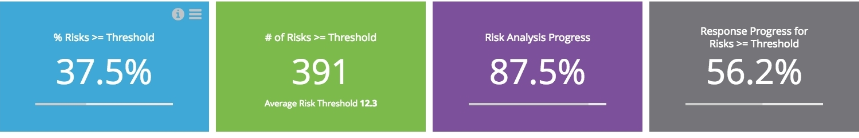 % Risks >= Threshold
37.5%
# of Risks >= Threshold
391
Average Risk Threshold 12.3
Risk Analysis Progress
87.5%
Response Progress for
Risks >= Threshold
56.2%